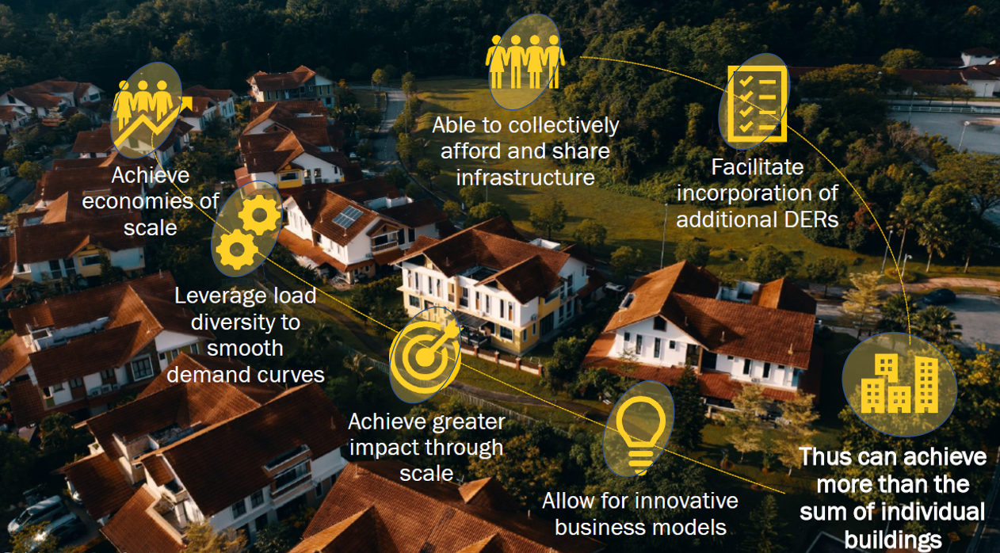 Achieve
economies of
scale
Leverage load
diversity to
smooth
demand curves
Able to collectively
afford and share
infrastructure
Facilitate
incorporation of
additional DERs
Achieve greater
impact through
scale
Allow for innovative
business models
Thus can achieve
more than the
sum of individual
buildings